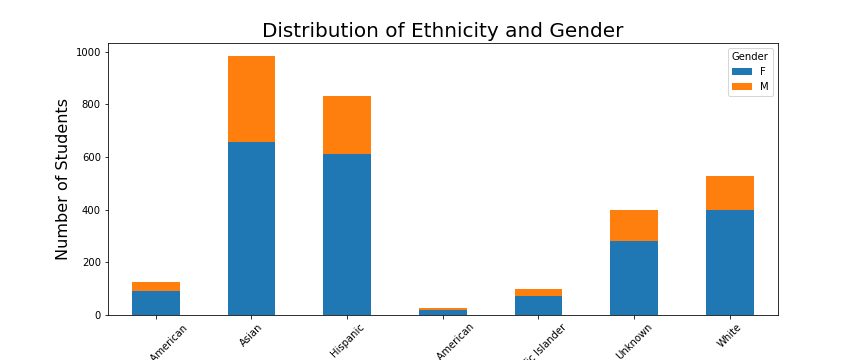 Distribution of Ethnicity and Gender
Number of Students
1000
800
600
400
200
0
Gender
F
M
American
Asian
Hispanic
American
Islander
Unknown
White